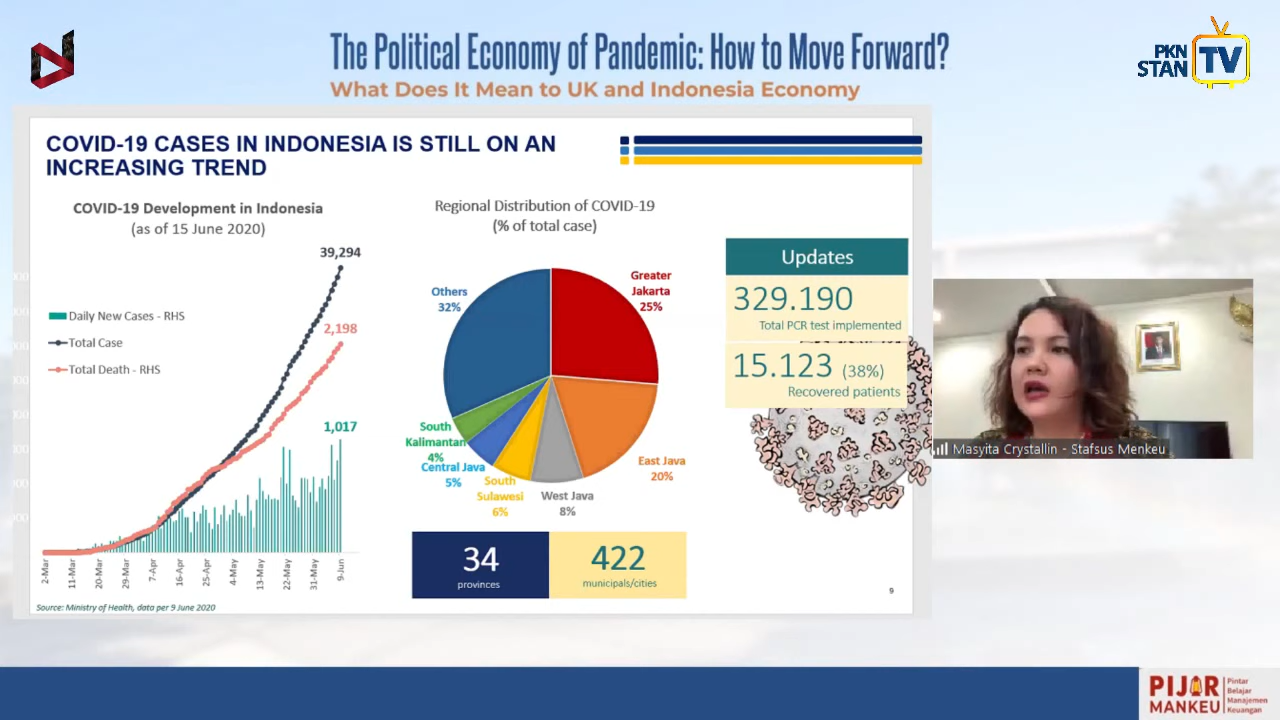 The Political Economy of Pandemic: How to Move Forward?
What Does It Mean to UK and Indonesia Economy
PKN
STAN
TV
COVID-19 CASES IN INDONESIA IS STILL ON AN
INCREASING TREND
COVID-19 Development in Indonesia
(as of 15 June 2020)
39,294
2,198
1,017
Daily New Cases - RHS
Total Case
Total Death - RHS
2-Mar
11-Mar
20-Mar
29-Mar
7-Apr
16-Apr
25-Apr
4-May
13-May
22-May
31-May
9-Jun
Source: Ministry of Health, data per 9 June 2020
Regional Distribution of COVID-19
(% of total case)
Greater
Jakarta
25%
East Java
20%
West Java
8%
South
Sulawesi
6%
Central Java
5%
South
Kalimantan
4%
Others
32%
34
provinces
422
municipals/cities
Updates
329.190
Total PCR test implemented
15.123 (38%)
Recovered patients
9
Masyita Crystallin - Stafsus Menkeu
PIJAR
MANKEU
Pintar
Belajar
Manajemen
Keuangan